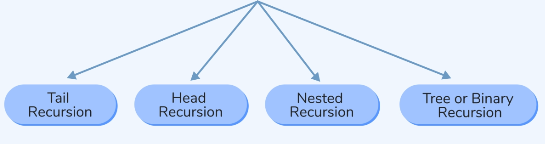 Tail
Recursion
Head
Recursion
Nested
Recursion
Tree or Binary
Recursion